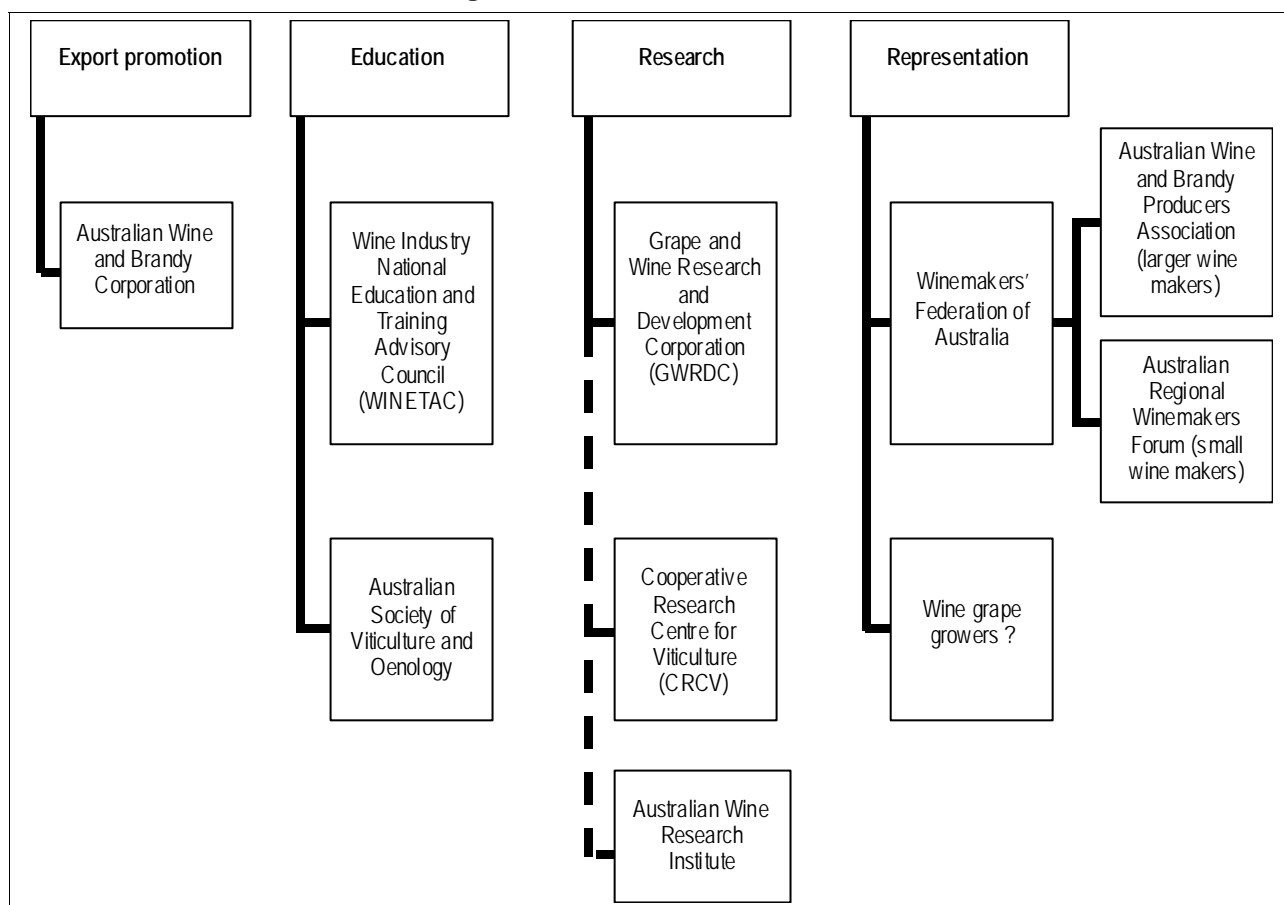 Export promotion
Education
Research
Representation
Australian Wine
and Brandy
Corporation
Wine Industry
National
Education and
Training
Advisory
Council
(WINETAC)
Grape and
Wine Research
and
Development
Corporation
(GWRDC)
Winemakers'
Federation of
Australia
Australian Wine
and Brandy
Producers
Association
(larger wine
makers)
Australian
Regional
Winemakers
Forum (small
wine makers)
Australian
Society of
Viticulture and
Oenology
Cooperative
Research
Centre for
Viticulture
(CRCV)
Wine grape
growers ?
Australian Wine
Research
Institute